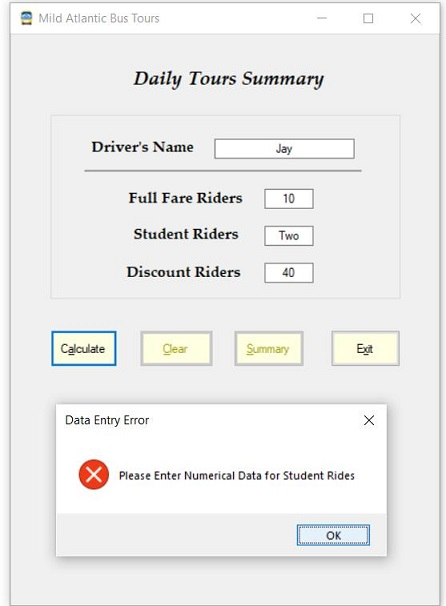 Mild Atlantic Bus Tours
Daily Tours Summary
Driver's Name Jay
Full Fare Riders 10
Student Riders Two
Discount Riders 40
Calculate Clear Summary Exit
Data Entry Error
Please Enter Numerical Data for Student Rides
OK